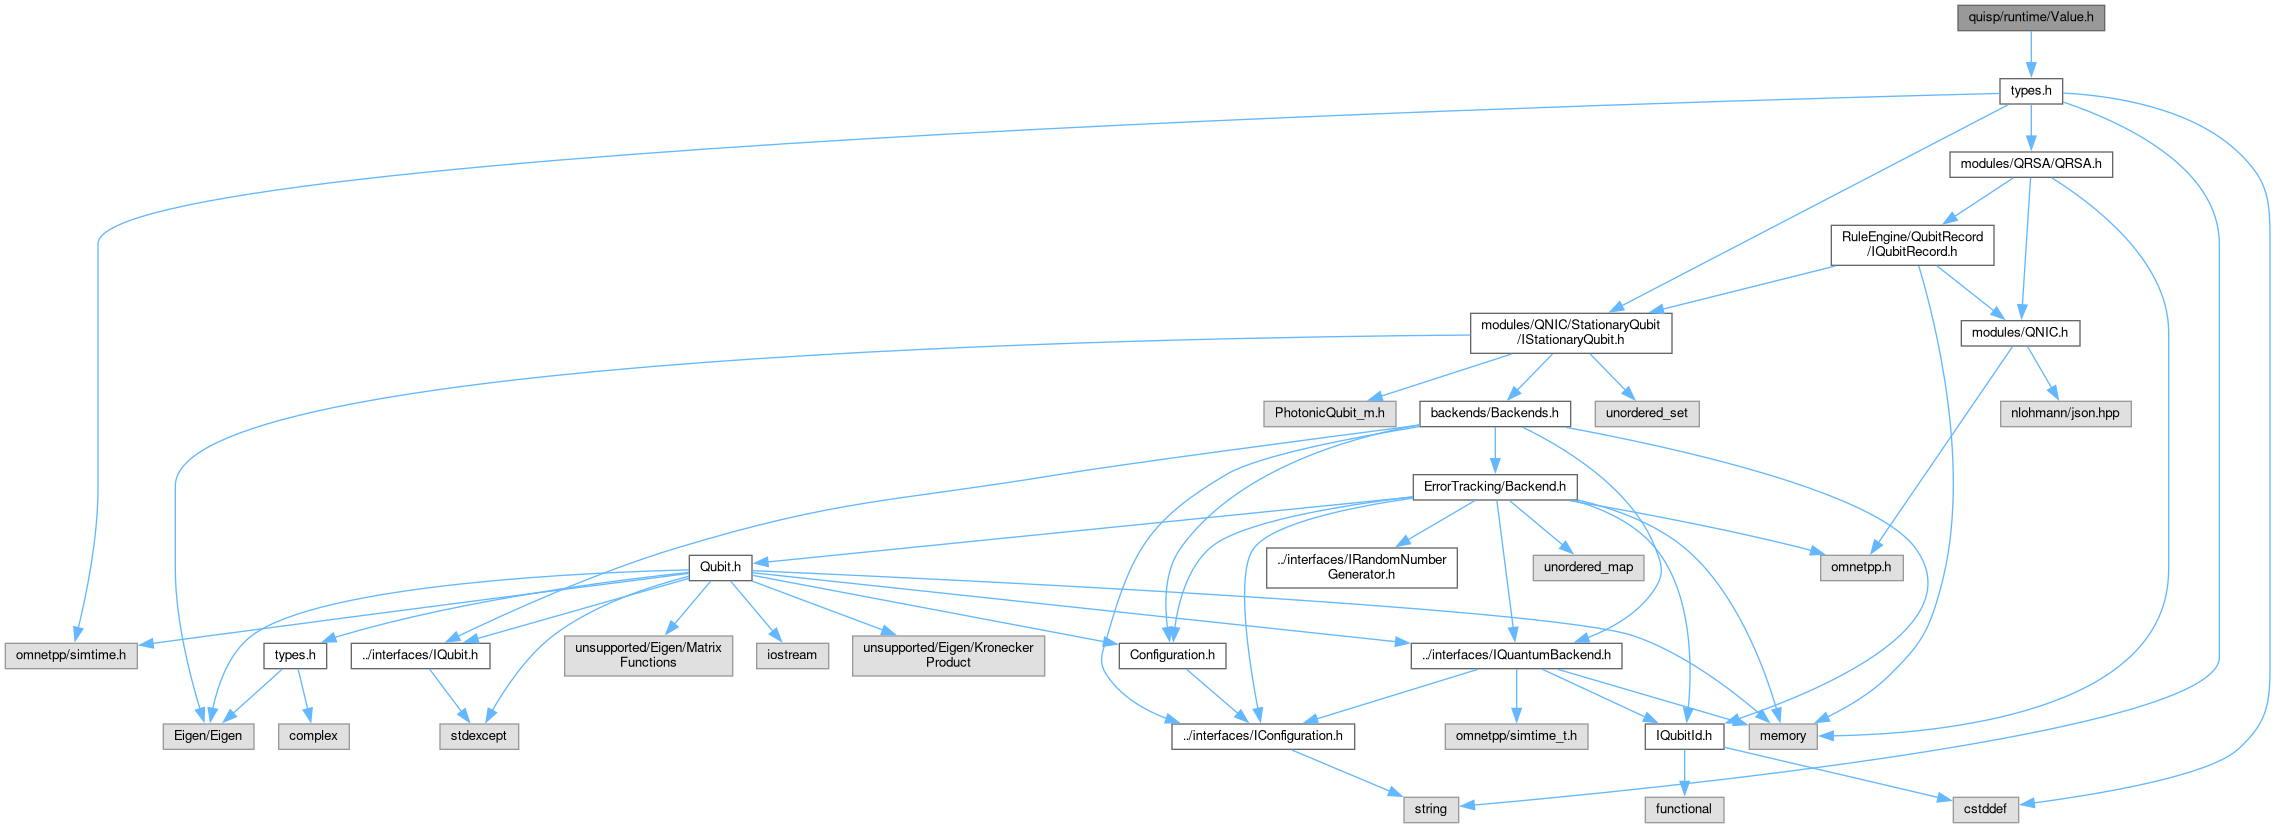 quisp/runtime/Value.h
types.h
modules/QRSA/QRSA.h
RuleEngine/QubitRecord
/IQubitRecord.h
modules/QNIC/StationaryQubit
/IStationaryQubit.h
modules/QNIC.h
PhotonicQubit_m.h
backends/Backends.h
unordered_set
nlohmann/json.hpp
ErrorTracking/Backend.h
Qubit.h
../interfaces/IRandomNumber
Generator.h
unordered_map
omnetpp.h
omnetpp/simtime.h
types.h
../interfaces/IQubit.h
unsupported/Eigen/Matrix
Functions
iostream
unsupported/Eigen/Kronecker
Product
Configuration.h
../interfaces/IQuantumBackend.h
Eigen/Eigen
complex
stdexcept
../interfaces/IConfiguration.h
omnetpp/simtime_t.h
IQubitId.h
memory
string
functional
cstddef